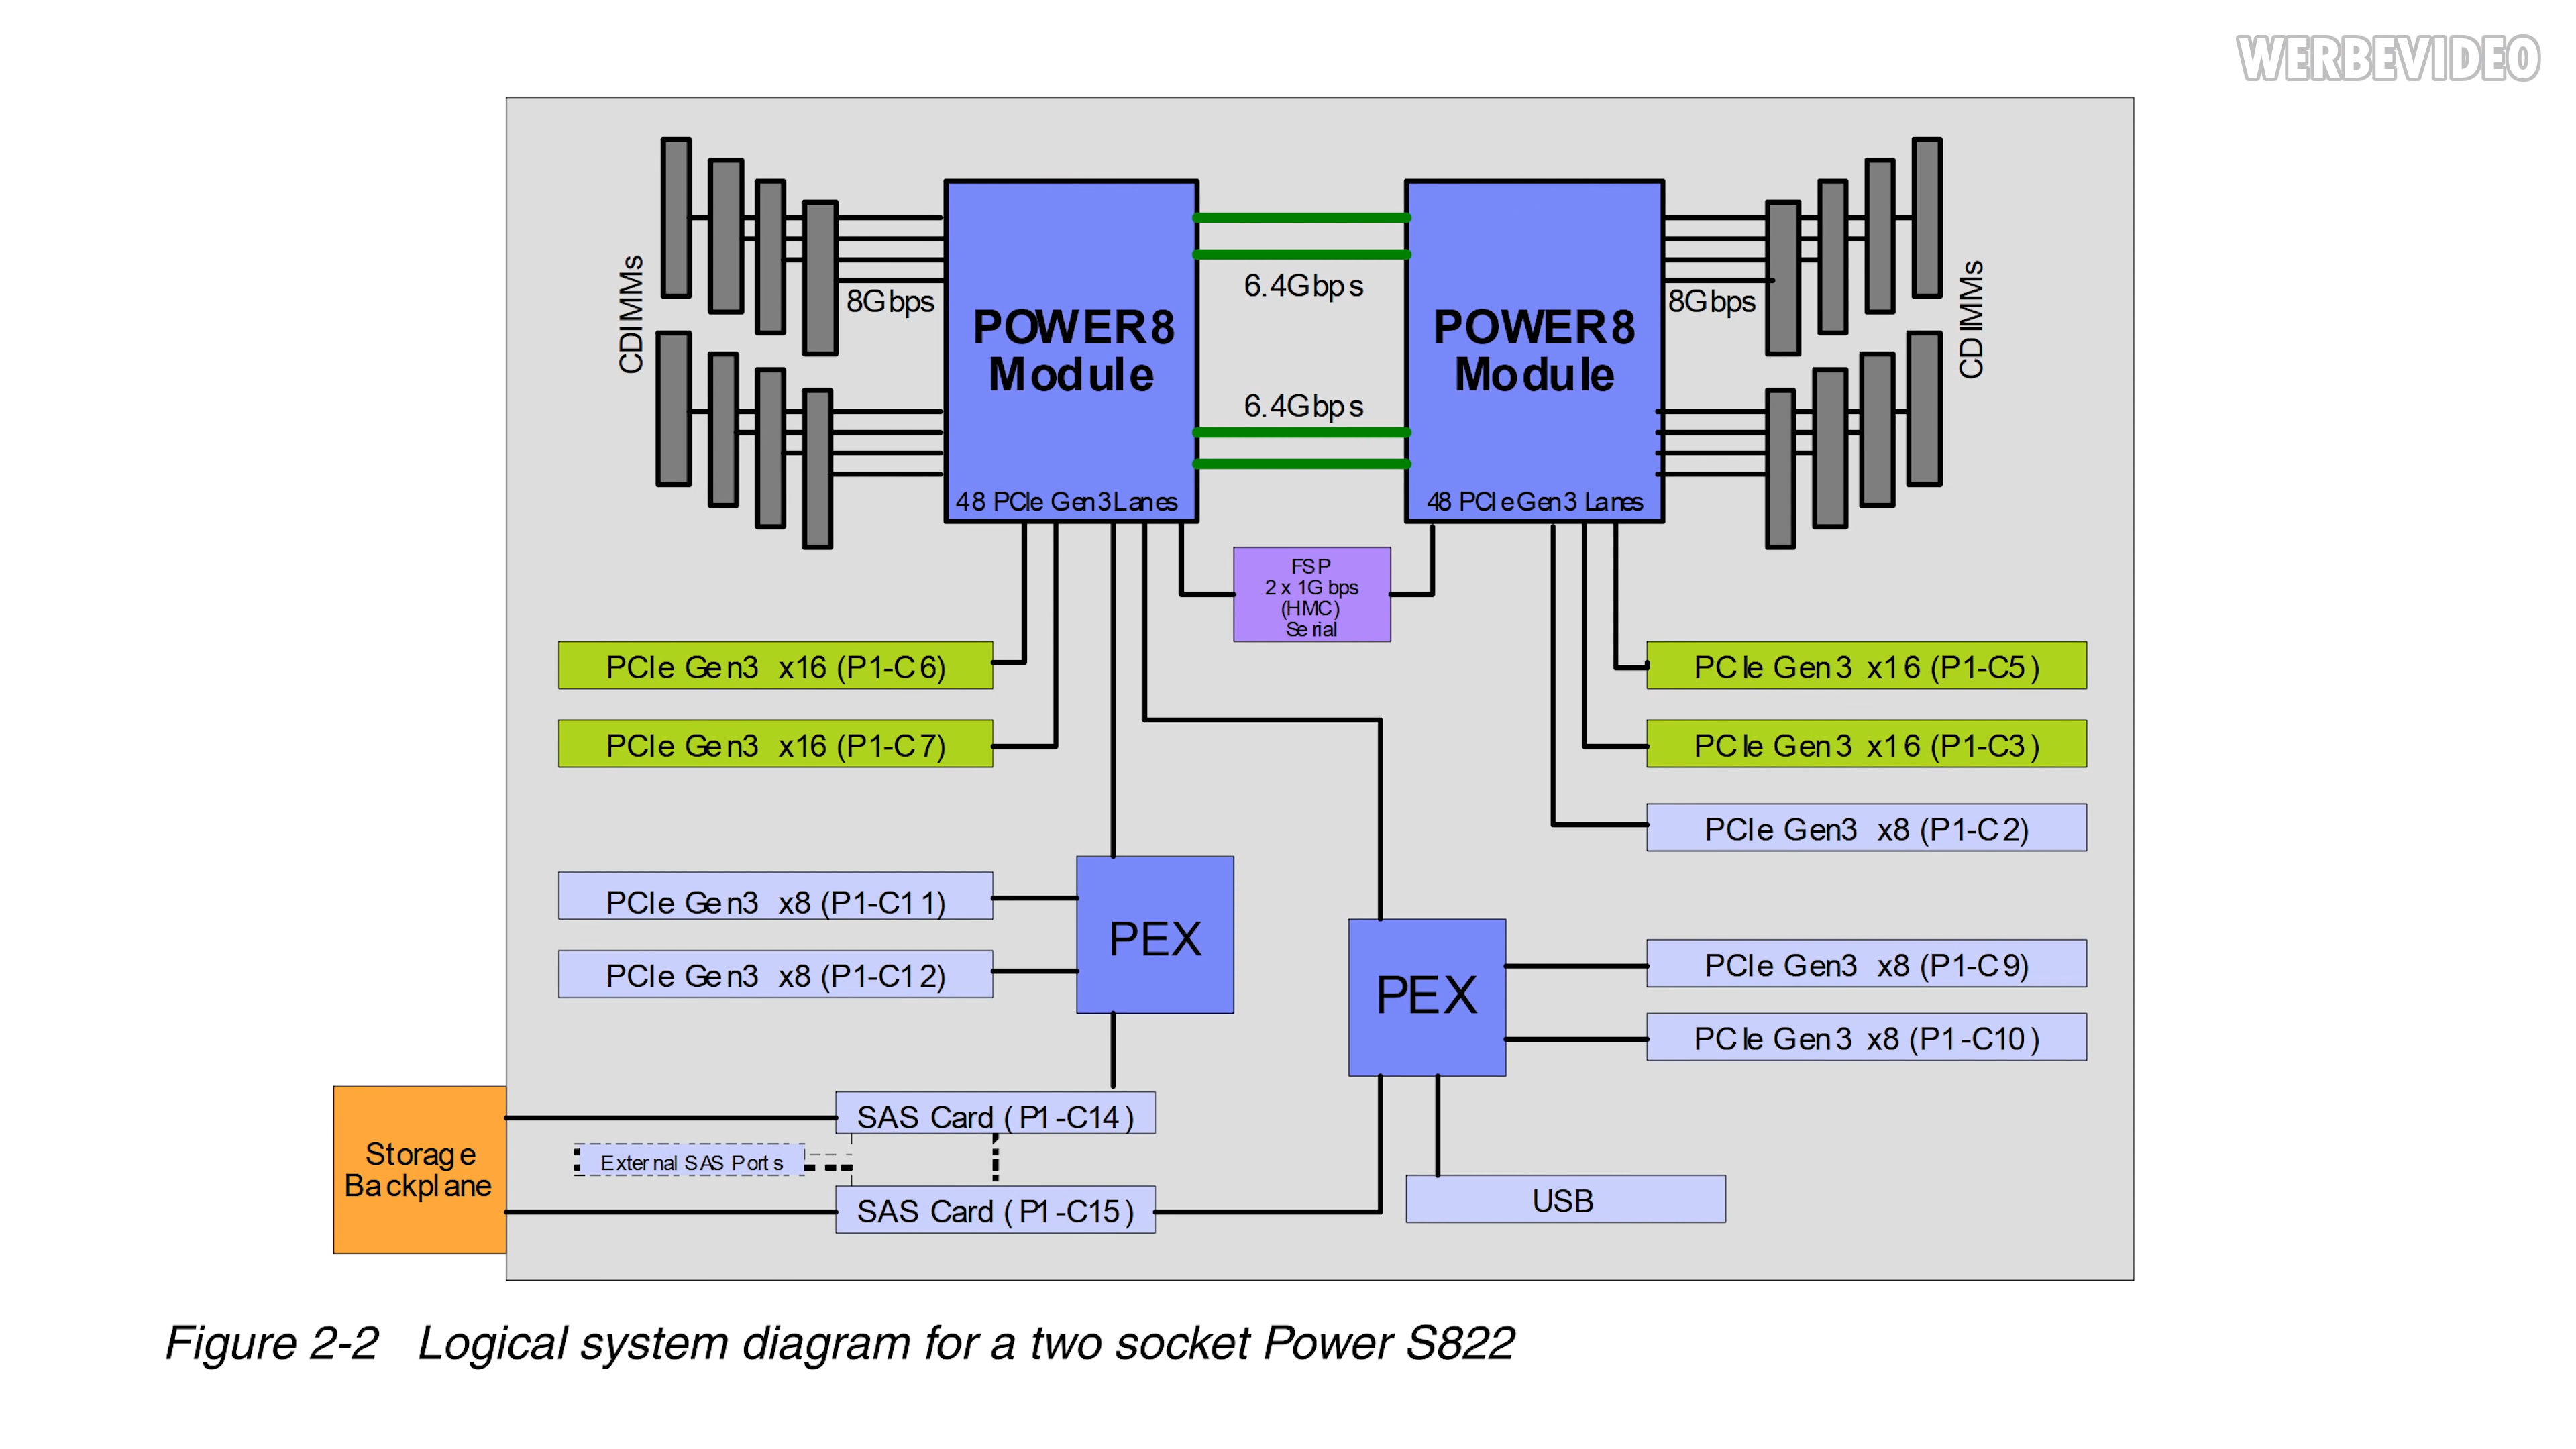 WERBEVIDEO
CDIMMs
8Gbps
POWER8
Module
48 PCIe Gen3 Lanes
6.4Gbps
6.4Gbps
POWER8
Module
48 PCIe Gen3 Lanes
8Gbps
CDIMMs
FSP
2 x 1Gbps
(HMC)
Serial
PCIe Gen3 x16 (P1-C6)
PCIe Gen3 x16 (P1-C5)
PCIe Gen3 x16 (P1-C7)
PCIe Gen3 x16 (P1-C3)
PCIe Gen3 x8 (P1-C2)
PCIe Gen3 x8 (P1-C11)
PEX
PCIe Gen3 x8 (P1-C12)
PEX
PCIe Gen3 x8 (P1-C9)
PCIe Gen3 x8 (P1-C10)
Storage
Backplane
SAS Card (P1-C14)
External SAS Ports
SAS Card (P1-C15)
USB
Figure 2-2 Logical system diagram for a two socket Power S822